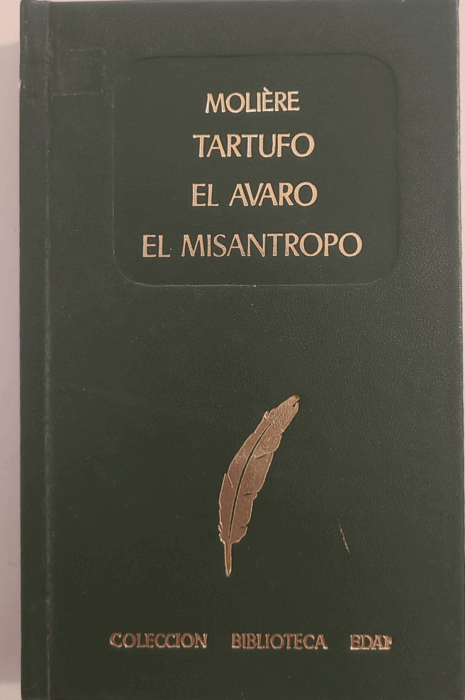 MOLIÈRE
TARTUFO
EL AVARO
EL MISANTROPO
COLECCION BIBLIOTECA EDAF